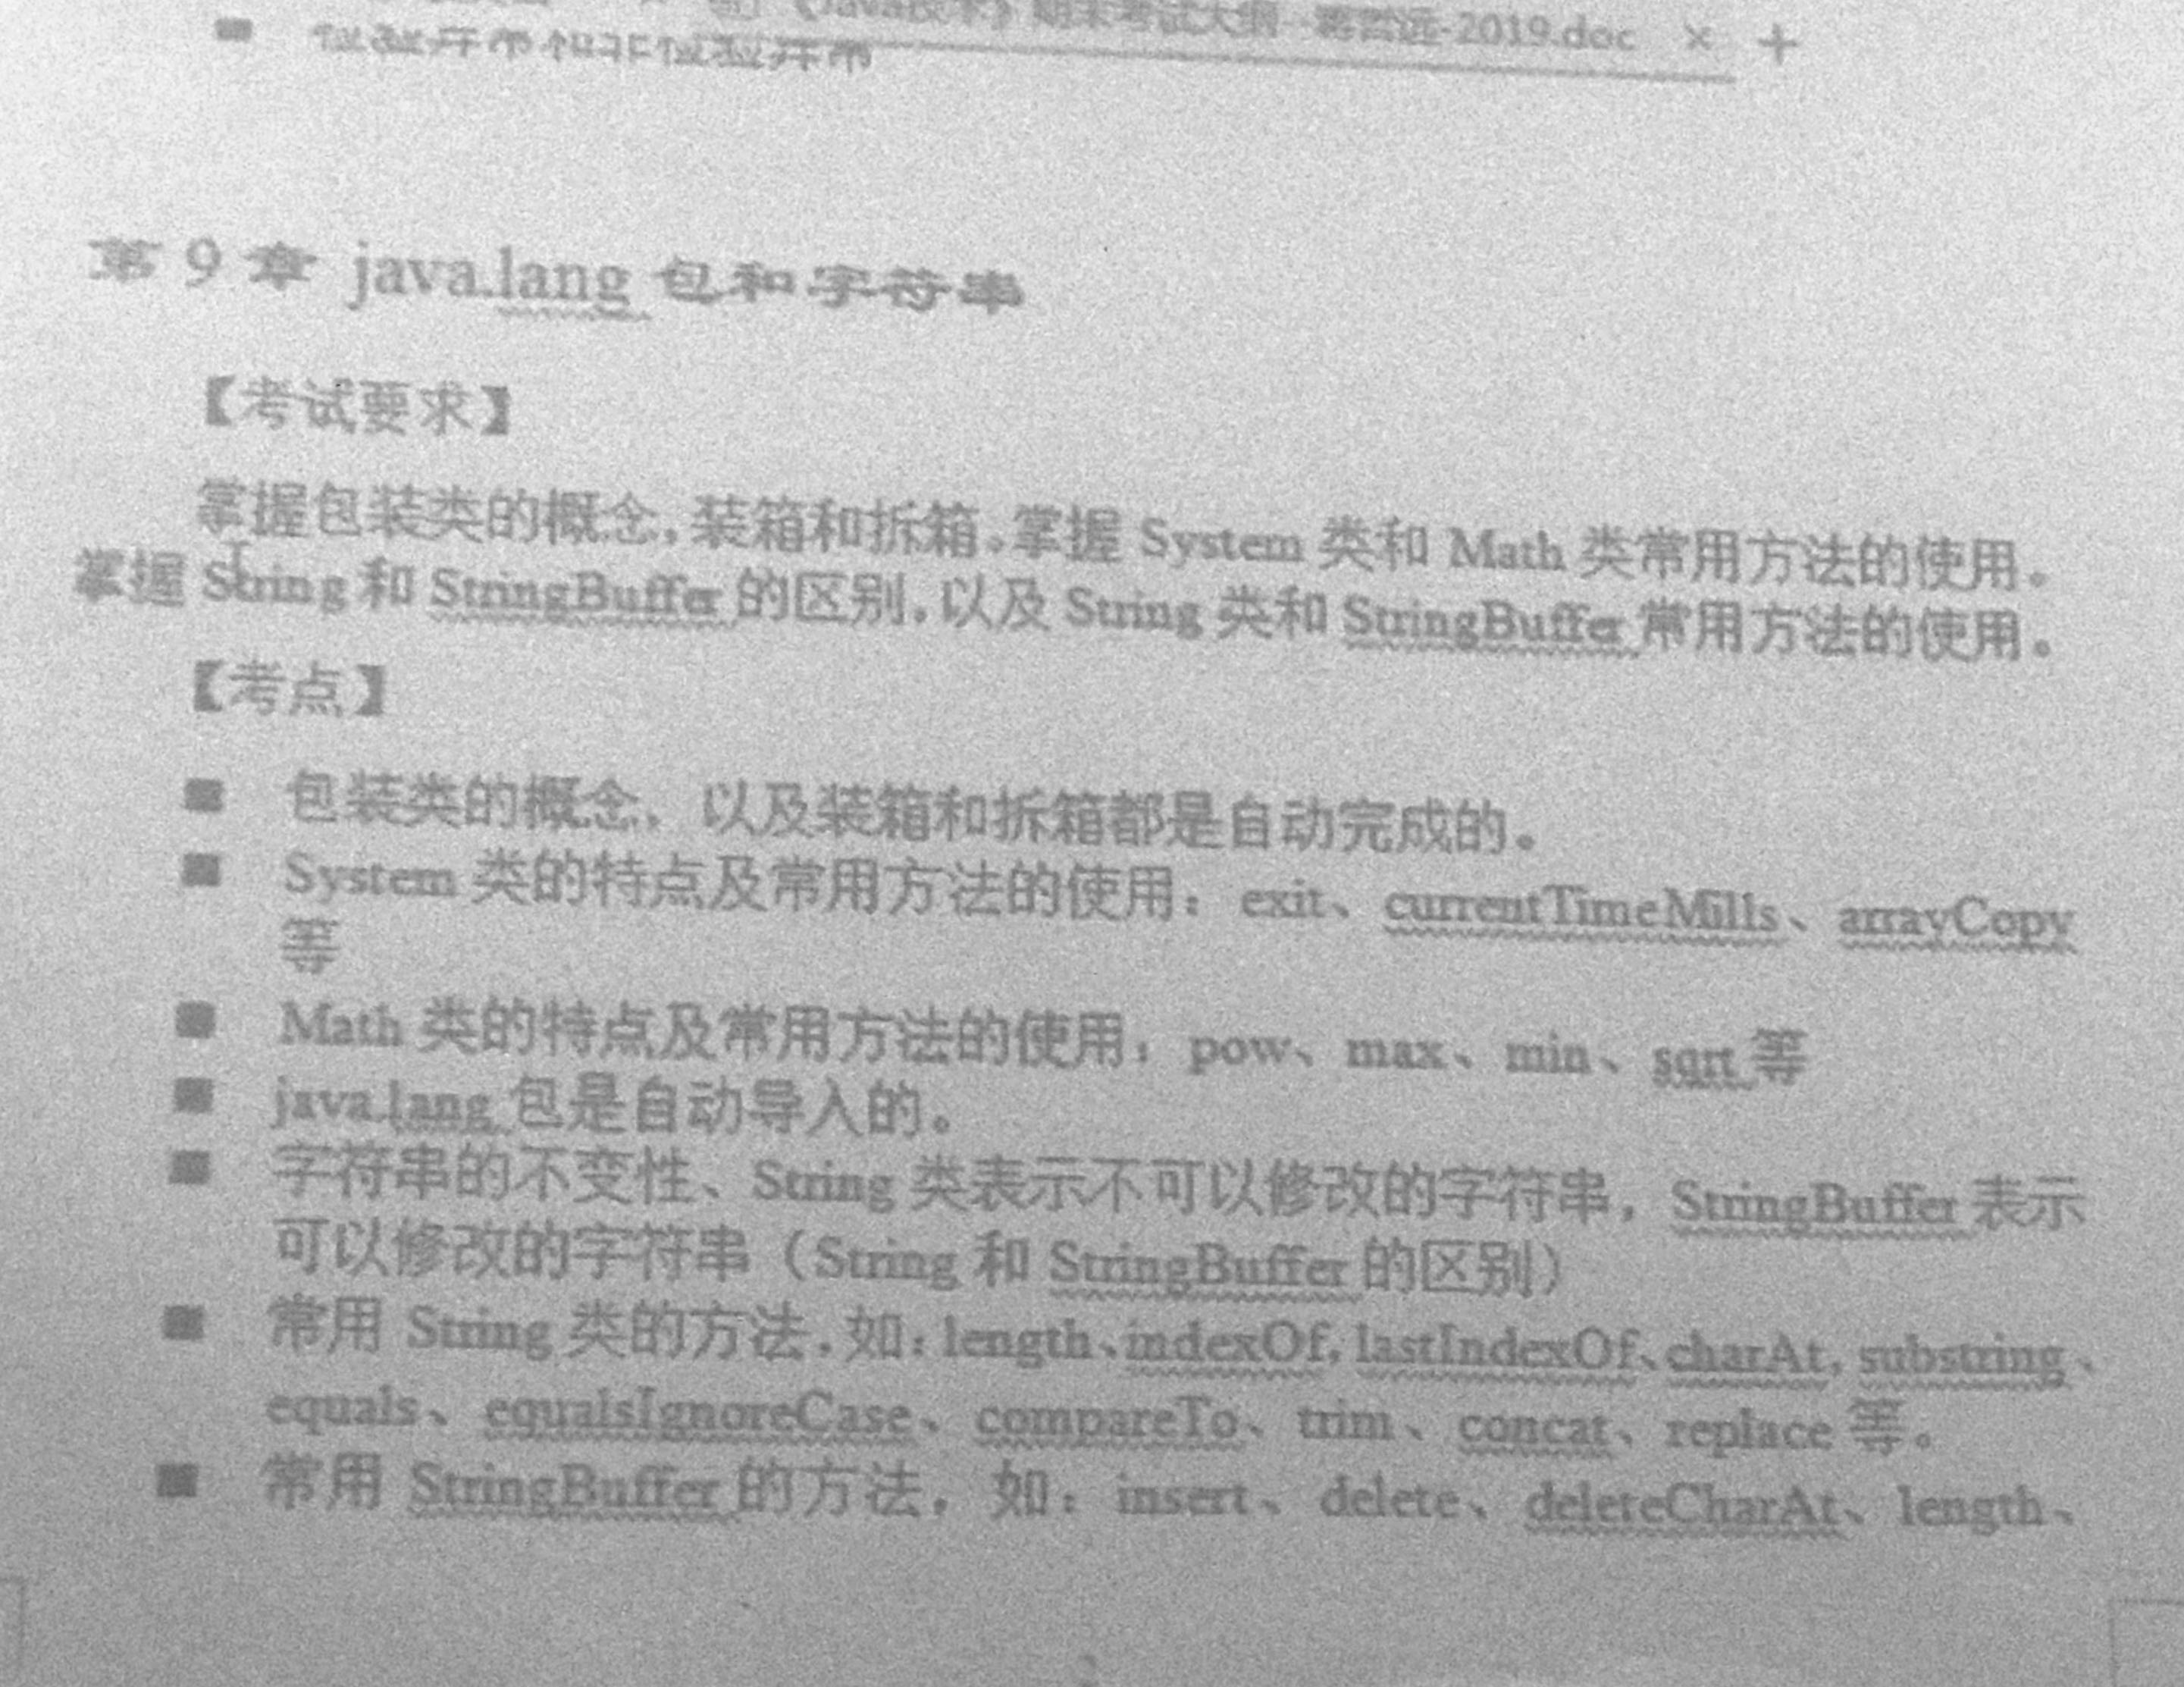 《Java技术》期末考试大纲-2019.doc × +
检验异常和非检验异常
第 9 章 java.lang 包和字符串
【考试要求】
掌握包装类的概念,装箱和拆箱。掌握 System 类和 Math 类常用方法的使用。
掌握 String 和 StringBuffer 的区别,以及 String 类和 StringBuffer 常用方法的使用。
【考点】
■ 包装类的概念、以及装箱和拆箱都是自动完成的。
■ System 类的特点及常用方法的使用：exit、currentTimeMills、arrayCopy
等
■ Math 类的特点及常用方法的使用：pow、max、min、sqrt 等
■ java.lang 包是自动导入的。
■ 字符串的不变性、String 类表示不可以修改的字符串，StringBuffer 表示
可以修改的字符串（String 和 StringBuffer 的区别）
■ 常用 String 类的方法,如：length、indexOf, lastIndexOf、charAt, substring、
equals、equalsIgnoreCase、compareTo、trim、concat、replace 等。
■ 常用 StringBuffer 的方法，如：insert、delete、deleteCharAt、length、